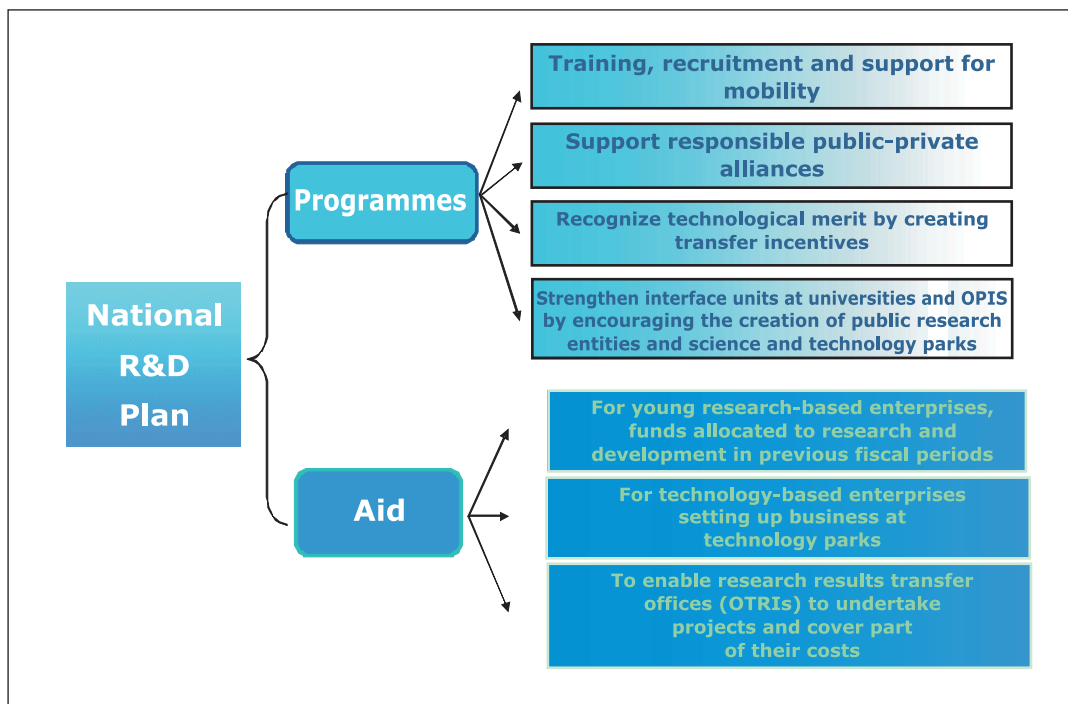 National
R&D
Plan
Programmes
Training, recruitment and support for
mobility
Support responsible public-private
alliances
Recognize technological merit by creating
transfer incentives
Strengthen interface units at universities and OPIS
by encouraging the creation of public research
entities and science and technology parks
Aid
For young research-based enterprises,
funds allocated to research and
development in previous fiscal periods
For technology-based enterprises
setting up business at
technology parks
To enable research results transfer
offices (OTRIs) to undertake
projects and cover part
of their costs